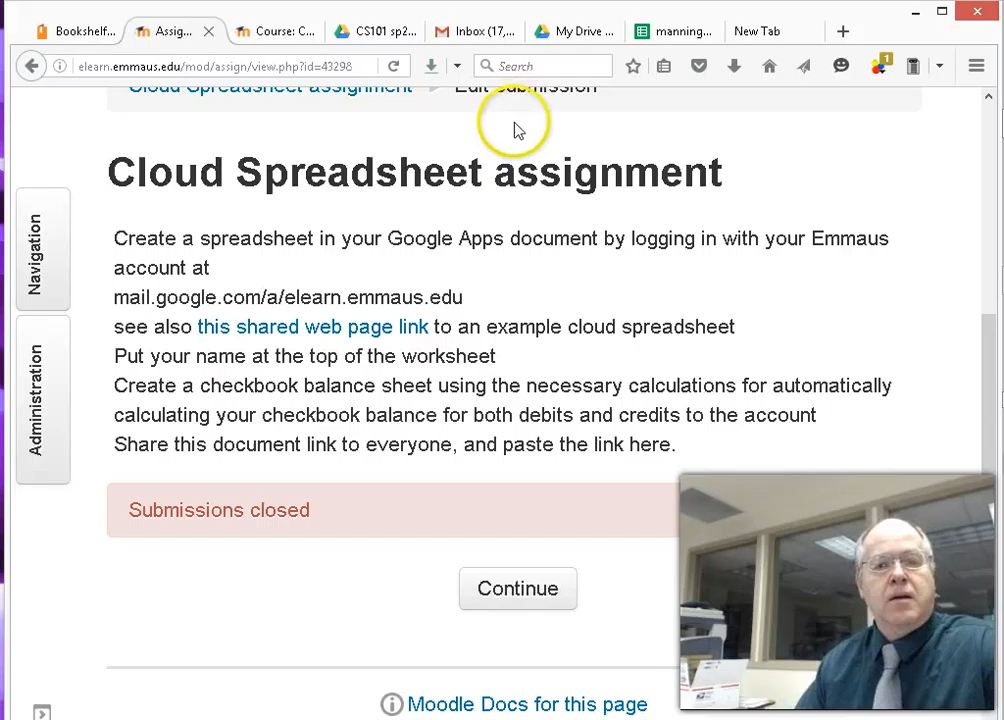 Bookshelf...
Assig...
Course: C...
CS101 sp2...
Inbox (17,...
My Drive ...
manning...
New Tab
elearn.emmaus.edu/mod/assign/view.php?id=43298
Search
1
Cloud Spreadsheet assignment
Edit submission
Cloud Spreadsheet assignment
Navigation
Administration
Create a spreadsheet in your Google Apps document by logging in with your Emmaus
account at
mail.google.com/a/elearn.emmaus.edu
see also this shared web page link to an example cloud spreadsheet
Put your name at the top of the worksheet
Create a checkbook balance sheet using the necessary calculations for automatically
calculating your checkbook balance for both debits and credits to the account
Share this document link to everyone, and paste the link here.
Submissions closed
Continue
Moodle Docs for this page